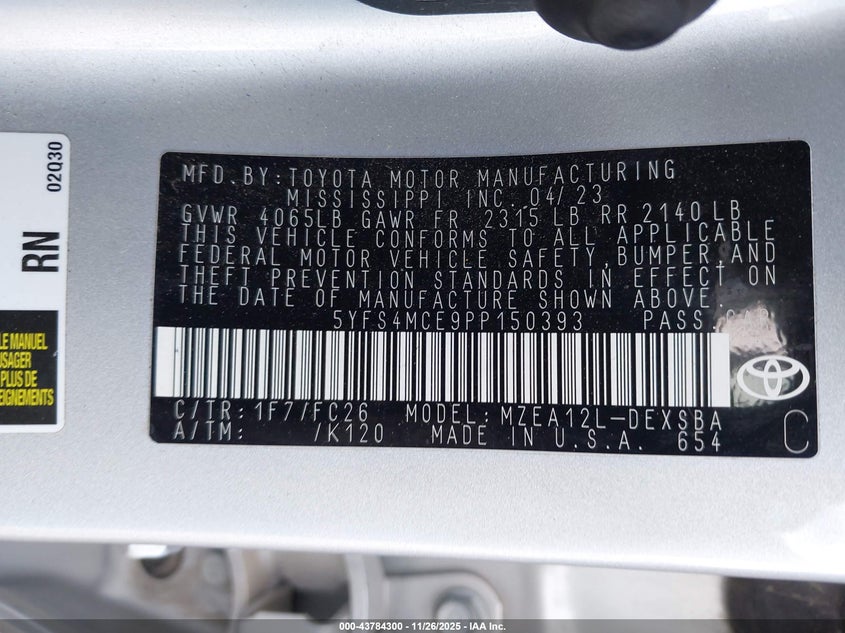 02Q30
RN
LE MANUEL
USAGER
PLUS DE
EIGNEMENTS
MFD.BY:TOYOTA MOTOR MANUFACTURING
MISSISSIPPI INC. 04/23
GVWR 4065LB GAWR FR 2315 LB RR 2140 LB
THIS VEHICLE CONFORMS TO ALL APPLICABLE
FEDERAL MOTOR VEHICLE SAFETY,BUMPER,AND
THEFT PREVENTION STANDARDS IN EFFECT ON
THE DATE OF MANUFACTURE SHOWN ABOVE.
5YFS4MCE9PP150393 PASS.CAR
C/TR: 1F7/FC26 MODEL: MZEA12L-DEXSBA
A/TM: /K120 MADE IN U.S.A. 654
C
000-43784300 - 11/26/2025 - IAA Inc.